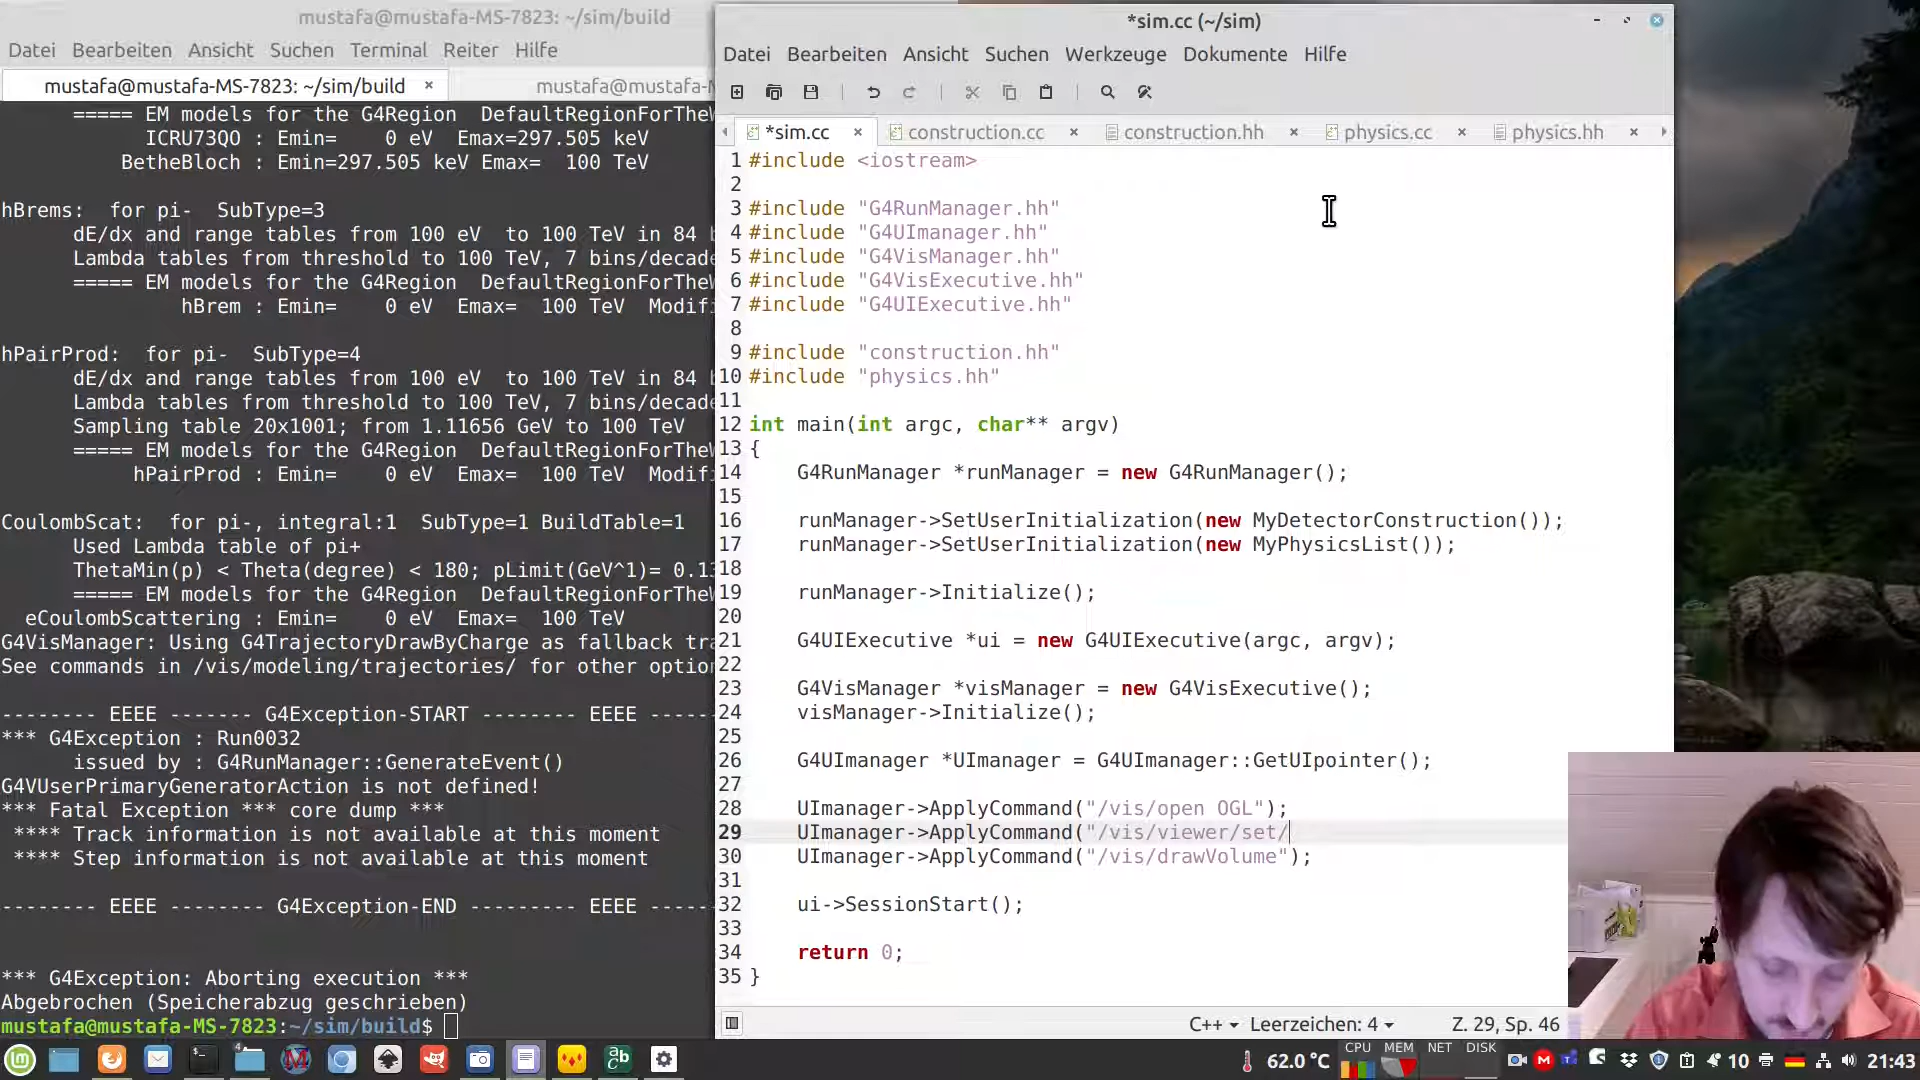 mustafa@mustafa-MS-7823: ~/sim/build
Datei Bearbeiten Ansicht Suchen Terminal Reiter Hilfe
mustafa@mustafa-MS-7823: ~/sim/build × mustafa@mustafa-M
===== EM models for the G4Region DefaultRegionForTheW
ICRU73QO : Emin= 0 eV Emax=297.505 keV
BetheBloch : Emin=297.505 keV Emax= 100 TeV
hBrems: for pi- SubType=3
dE/dx and range tables from 100 eV to 100 TeV in 84 b
Lambda tables from threshold to 100 TeV, 7 bins/decade
===== EM models for the G4Region DefaultRegionForTheW
hBrem : Emin= 0 eV Emax= 100 TeV Modif
hPairProd: for pi- SubType=4
dE/dx and range tables from 100 eV to 100 TeV in 84 b
Lambda tables from threshold to 100 TeV, 7 bins/decade
Sampling table 20x1001; from 1.11656 GeV to 100 TeV
===== EM models for the G4Region DefaultRegionForTheW
hPairProd : Emin= 0 eV Emax= 100 TeV Modif
CoulombScat: for pi-, integral:1 SubType=1 BuildTable=1
Used Lambda table of pi+
ThetaMin(p) < Theta(degree) < 180; pLimit(GeV^1)= 0.13
===== EM models for the G4Region DefaultRegionForTheW
eCoulombScattering : Emin= 0 eV Emax= 100 TeV
G4VisManager: Using G4TrajectoryDrawByCharge as fallback tra
See commands in /vis/modeling/trajectories/ for other option
-------- EEEE ------- G4Exception-START -------- EEEE -----
*** G4Exception : Run0032
issued by : G4RunManager::GenerateEvent()
G4VUserPrimaryGeneratorAction is not defined!
*** Fatal Exception *** core dump ***
**** Track information is not available at this moment
**** Step information is not available at this moment
-------- EEEE -------- G4Exception-END --------- EEEE -----
*** G4Exception: Aborting execution ***
Abgebrochen (Speicherabzug geschrieben)
mustafa@mustafa-MS-7823:~/sim/build$
*sim.cc (~/sim)
Datei Bearbeiten Ansicht Suchen Werkzeuge Dokumente Hilfe
*sim.cc × construction.cc × construction.hh × physics.cc × physics.hh ×
1 #include <iostream>
2
3 #include "G4RunManager.hh"
4 #include "G4UImanager.hh"
5 #include "G4VisManager.hh"
6 #include "G4VisExecutive.hh"
7 #include "G4UIExecutive.hh"
8
9 #include "construction.hh"
10 #include "physics.hh"
11
12 int main(int argc, char** argv)
13 {
14 G4RunManager *runManager = new G4RunManager();
15
16 runManager->SetUserInitialization(new MyDetectorConstruction());
17 runManager->SetUserInitialization(new MyPhysicsList());
18
19 runManager->Initialize();
20
21 G4UIExecutive *ui = new G4UIExecutive(argc, argv);
22
23 G4VisManager *visManager = new G4VisExecutive();
24 visManager->Initialize();
25
26 G4UImanager *UImanager = G4UImanager::GetUIpointer();
27
28 UImanager->ApplyCommand("/vis/open OGL");
29 UImanager->ApplyCommand("/vis/viewer/set/
30 UImanager->ApplyCommand("/vis/drawVolume");
31
32 ui->SessionStart();
33
34 return 0;
35 }
C++ Leerzeichen: 4 Z. 29, Sp. 46
4 62.0 °C CPU MEM NET DISK 10 21:43